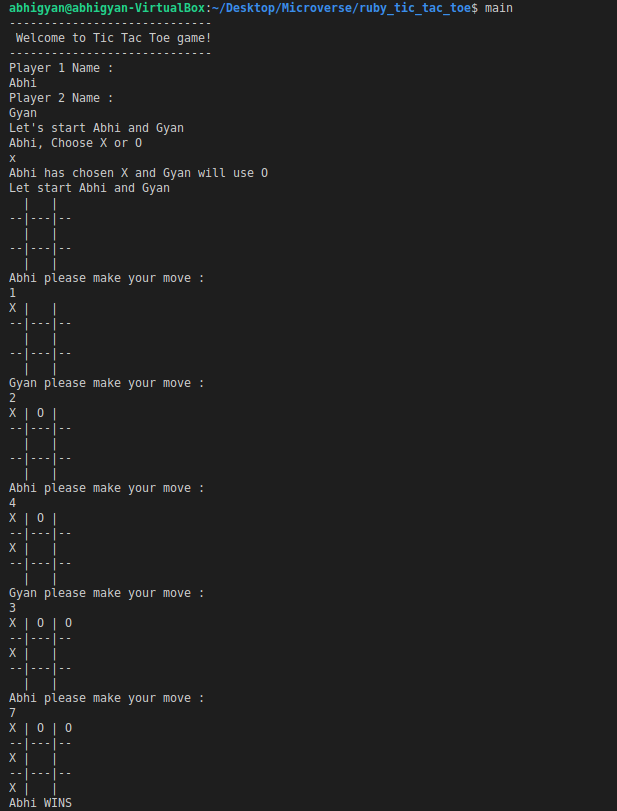 abhigyan@abhigyan-VirtualBox:~/Desktop/Microverse/ruby_tic_tac_toe$ main
-----------------------------
 Welcome to Tic Tac Toe game!
-----------------------------
Player 1 Name :
Abhi
Player 2 Name :
Gyan
Let's start Abhi and Gyan
Abhi, Choose X or O
x
Abhi has chosen X and Gyan will use O
Let start Abhi and Gyan
  |   |
--|---|--
  |   |
--|---|--
  |   |
Abhi please make your move :
1
X |   |
--|---|--
  |   |
--|---|--
  |   |
Gyan please make your move :
2
X | O |
--|---|--
  |   |
--|---|--
  |   |
Abhi please make your move :
4
X | O |
--|---|--
X |   |
--|---|--
  |   |
Gyan please make your move :
3
X | O | O
--|---|--
X |   |
--|---|--
  |   |
Abhi please make your move :
7
X | O | O
--|---|--
X |   |
--|---|--
X |   |
Abhi WINS